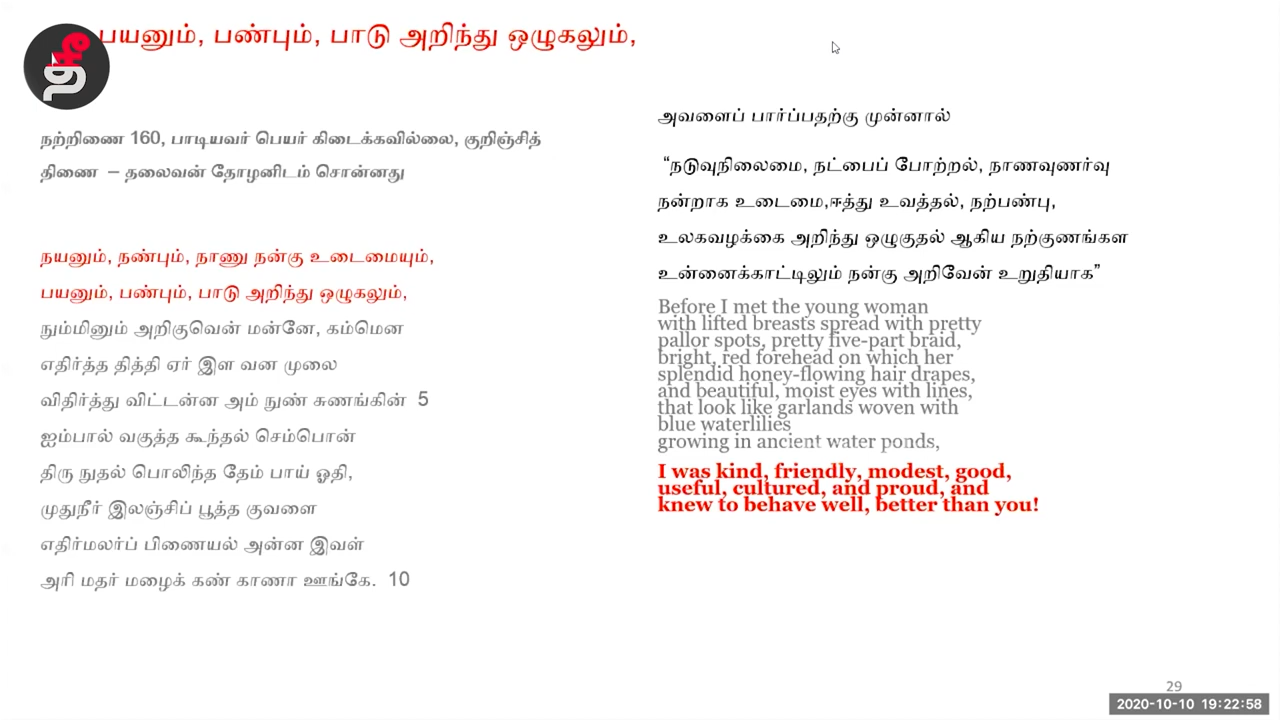 பயனும், பண்பும், பாடு அறிந்து ஒழுகலும்,
நற்றிணை 160, பாடியவர் பெயர் கிடைக்கவில்லை, குறிஞ்சித்
திணை – தலைவன் தோழனிடம் சொன்னது
நயனும், நண்பும், நாணு நன்கு உடைமையும்,
பயனும், பண்பும், பாடு அறிந்து ஒழுகலும்,
நும்மினும் அறிகுவென் மன்னே, கம்மென
எதிர்த்த தித்தி ஏர் இள வன முலை
விதிர்த்து விட்டன்ன அம் நுண் சுணங்கின் 5
ஐம்பால் வகுத்த கூந்தல் செம்பொன்
திரு நுதல் பொலிந்த தேம் பாய் ஓதி,
முதுநீர் இலஞ்சிப் பூத்த குவளை
எதிர்மலர்ப் பிணையல் அன்ன இவள்
அரி மதர் மழைக் கண் காணா ஊங்கே. 10
அவளைப் பார்ப்பதற்கு முன்னால்
“நடுவுநிலைமை, நட்பைப் போற்றல், நாணவுணர்வு
நன்றாக உடைமை,ஈத்து உவத்தல், நற்பண்பு,
உலகவழக்கை அறிந்து ஒழுகுதல் ஆகிய நற்குணங்கள
உன்னைக்காட்டிலும் நன்கு அறிவேன் உறுதியாக”
Before I met the young woman
with lifted breasts spread with pretty
pallor spots, pretty five-part braid,
bright, red forehead on which her
splendid honey-flowing hair drapes,
and beautiful, moist eyes with lines,
that look like garlands woven with
blue waterlilies
growing in ancient water ponds,
I was kind, friendly, modest, good,
useful, cultured, and proud, and
knew to behave well, better than you!
29
2020-10-10 19:22:58